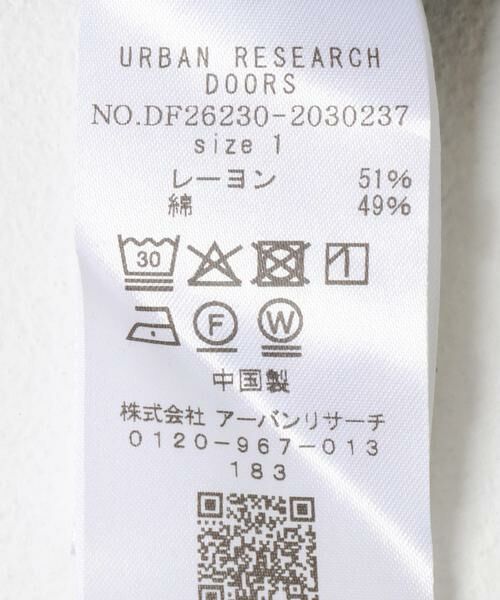 URBAN RESEARCH
DOORS
NO.DF26230-2030237
size 1
レーヨン 51%
綿 49%
30
F W
中国製
株式会社 アーバンリサーチ
0120-967-013
183